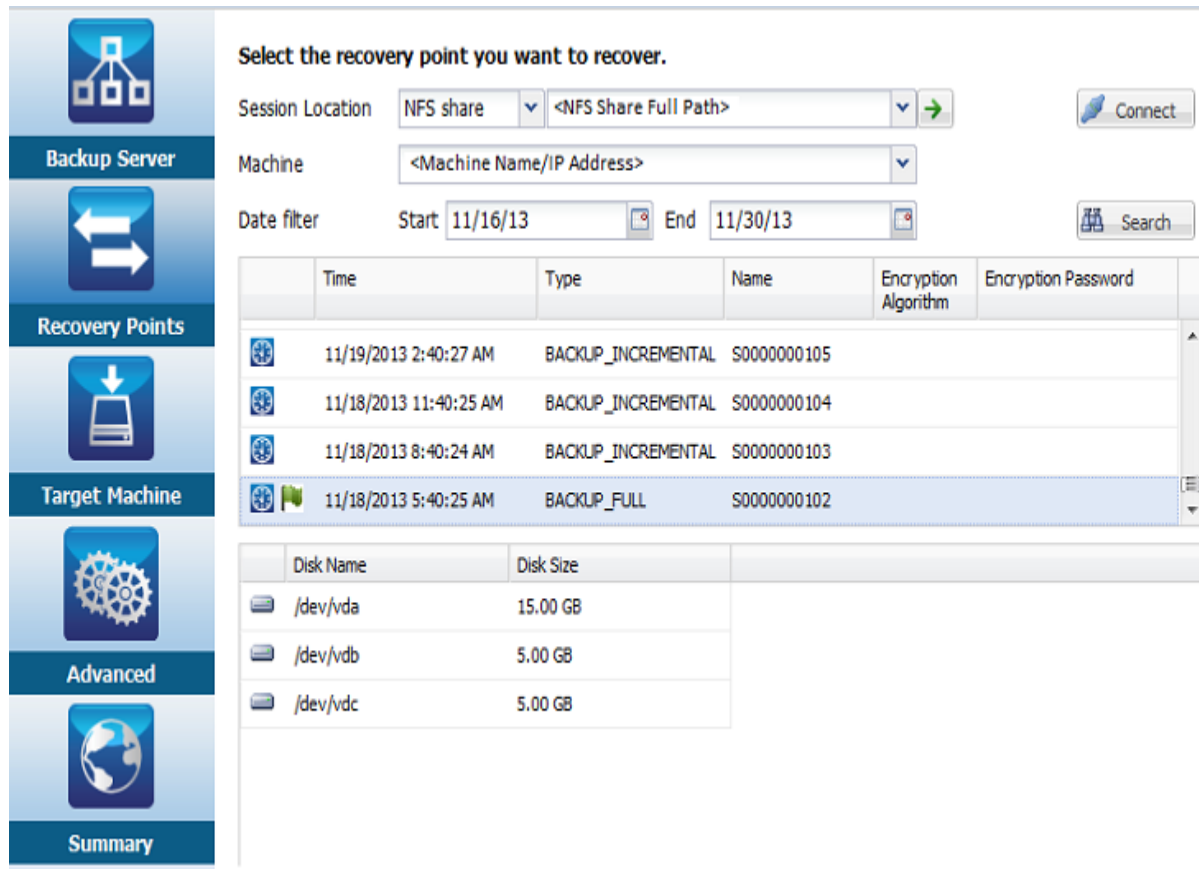 Backup Server
Recovery Points
Target Machine
Advanced
Summary
Select the recovery point you want to recover.
Session Location NFS share <NFS Share Full Path> Connect
Machine <Machine Name/IP Address>
Date filter Start 11/16/13 End 11/30/13 Search
Time Type Name Encryption Algorithm Encryption Password
11/19/2013 2:40:27 AM BACKUP_INCREMENTAL S0000000105
11/18/2013 11:40:25 AM BACKUP_INCREMENTAL S0000000104
11/18/2013 8:40:24 AM BACKUP_INCREMENTAL S0000000103
11/18/2013 5:40:25 AM BACKUP_FULL S0000000102
Disk Name Disk Size
/dev/vda 15.00 GB
/dev/vdb 5.00 GB
/dev/vdc 5.00 GB